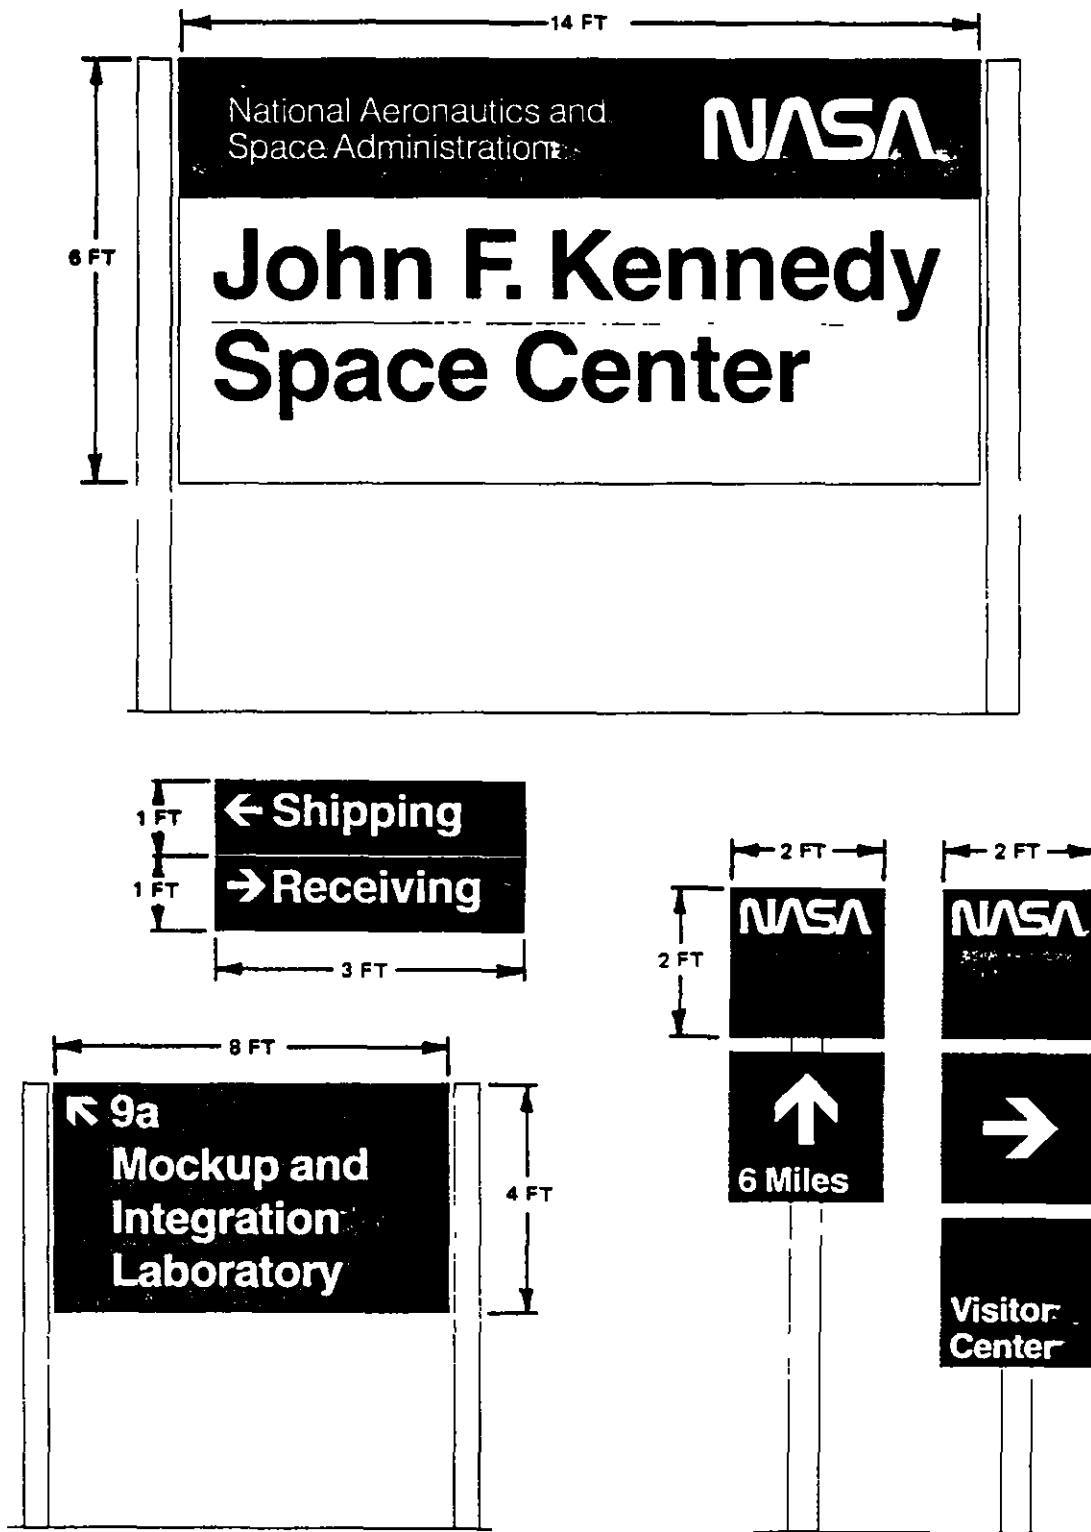 14 FT
National Aeronautics and
Space Administration
NASA
6 FT
John F. Kennedy
Space Center
1 FT
← Shipping
1 FT
→ Receiving
3 FT
2 FT
2 FT
2 FT
NASA
NASA
↑
6 Miles
→
Visitor
Center
8 FT
↖ 9a
Mockup and
Integration
Laboratory
4 FT